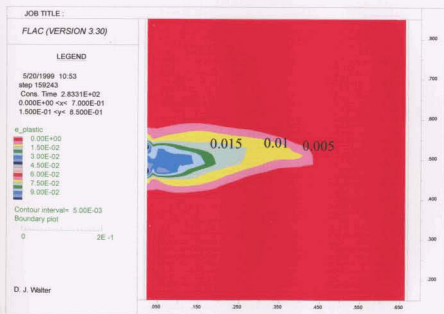 JOB TITLE :
FLAC (VERSION 3.30)
LEGEND
5/20/1999 10:53
step 159243
Cons. Time 2.8331E+02
0.000E+00 <x< 7.000E-01
1.500E-01 <y< 8.500E-01
e_plastic
0.00E+00
1.50E-02
3.00E-02
4.50E-02
6.00E-02
7.50E-02
9.00E-02
Contour interval= 5.00E-03
Boundary plot
0 2E -1
D. J. Walter
0.015 0.01 0.005
.800
.700
.600
.500
.400
.300
.200
.050 .150 .250 .350 .450 .550 .650